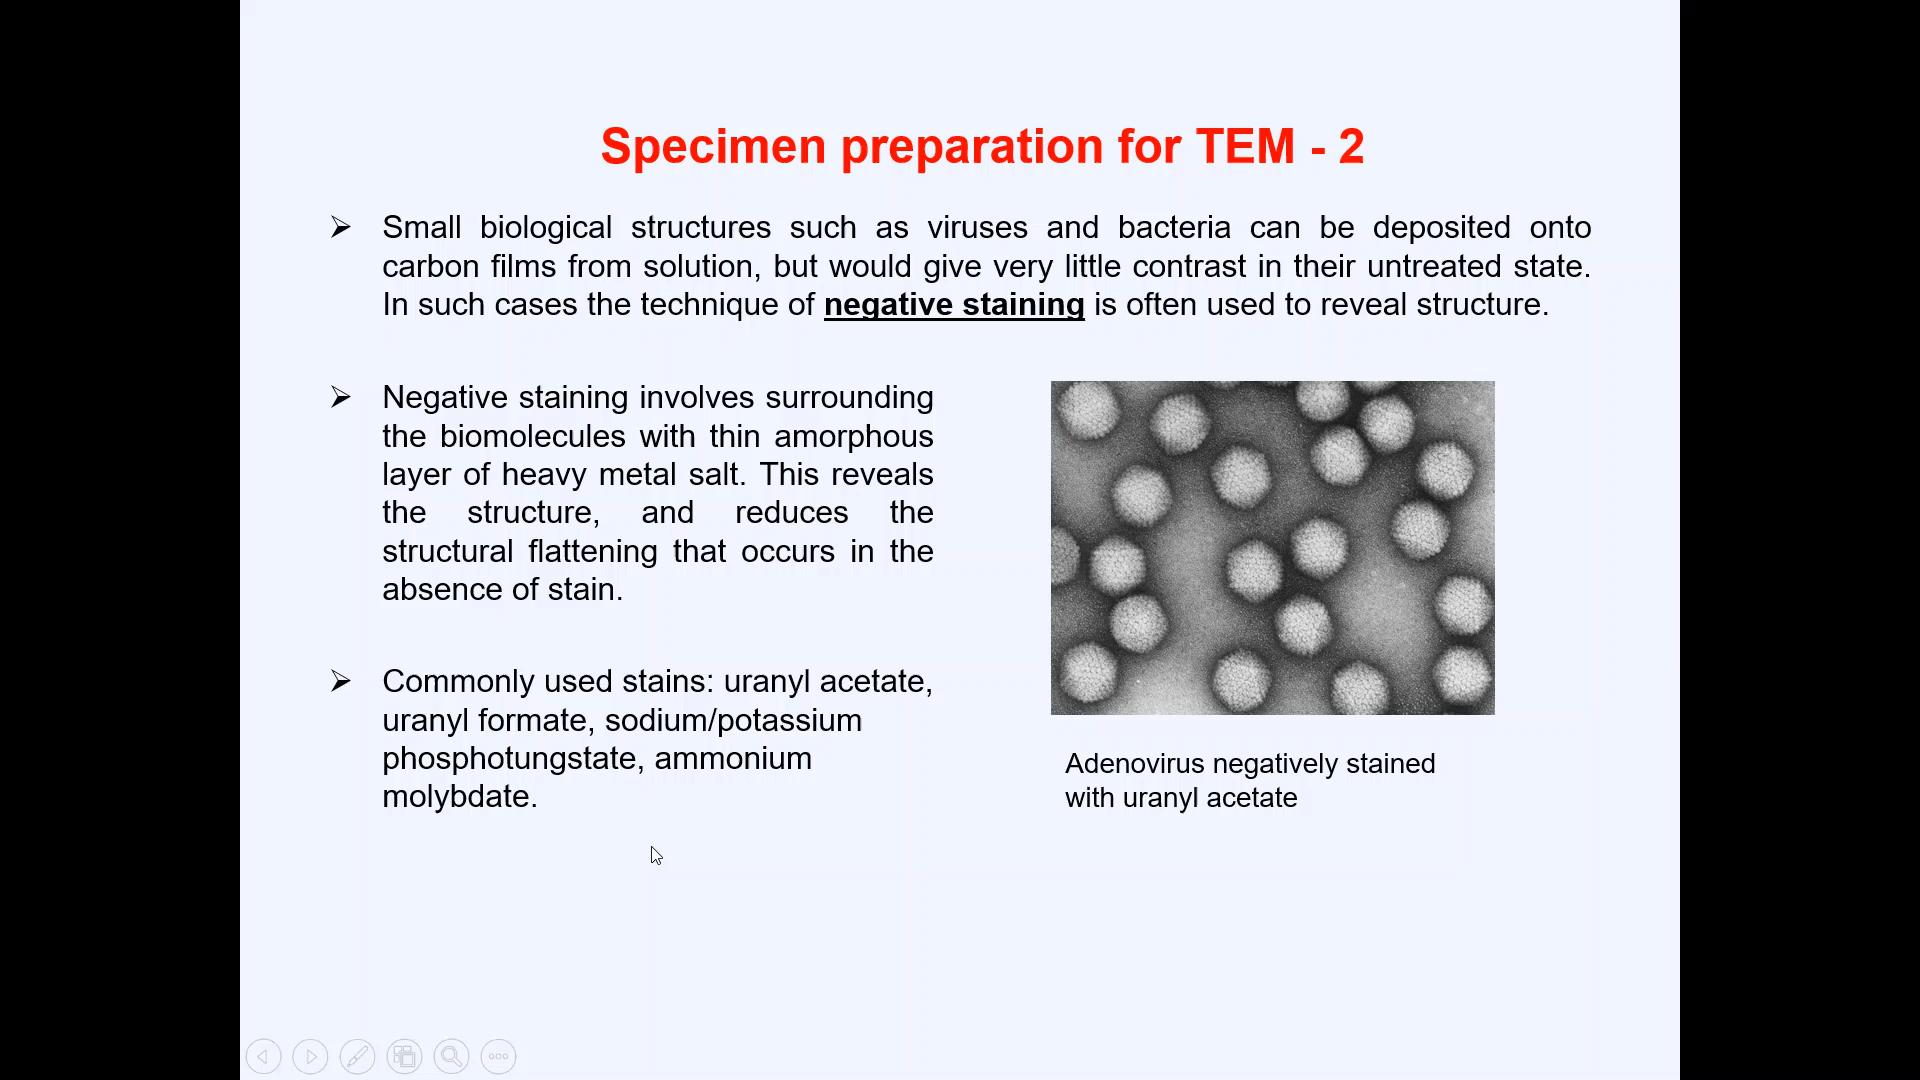 Specimen preparation for TEM - 2
Small biological structures such as viruses and bacteria can be deposited onto
carbon films from solution, but would give very little contrast in their untreated state.
In such cases the technique of negative staining is often used to reveal structure.
Negative staining involves surrounding
the biomolecules with thin amorphous
layer of heavy metal salt. This reveals
the structure, and reduces the
structural flattening that occurs in the
absence of stain.
Commonly used stains: uranyl acetate,
uranyl formate, sodium/potassium
phosphotungstate, ammonium
molybdate.
Adenovirus negatively stained
with uranyl acetate